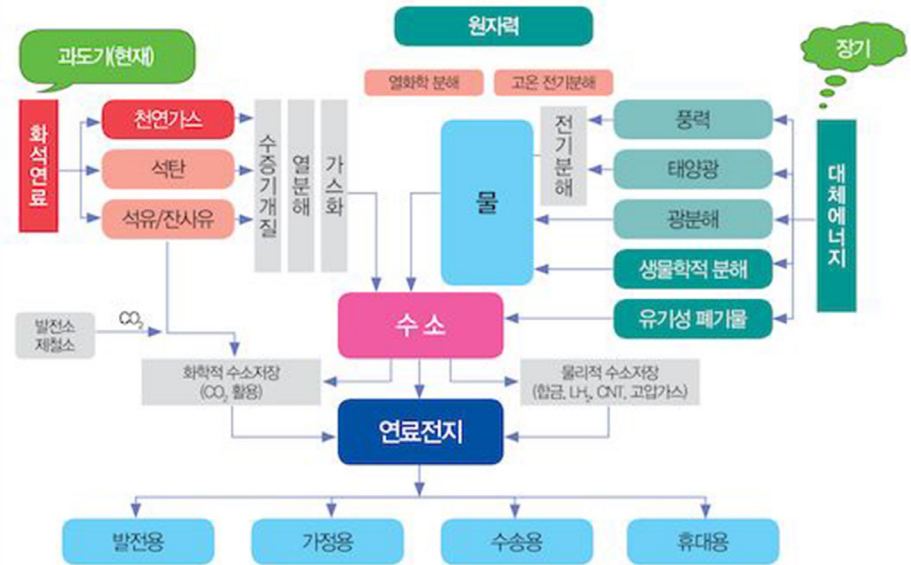 원자력
과도기(현재)
장기
열화학 분해
고온 전기분해
화석연료
천연가스
석탄
석유/잔사유
수증기개질
열분해
가스화
물
전기분해
풍력
태양광
광분해
생물학적 분해
유기성 폐기물
대체에너지
수소
발전소
제철소
CO₂
화학적 수소저장
(CO₂ 활용)
물리적 수소저장
(합금, LH₂, CNT, 고압가스)
연료전지
발전용
가정용
수송용
휴대용